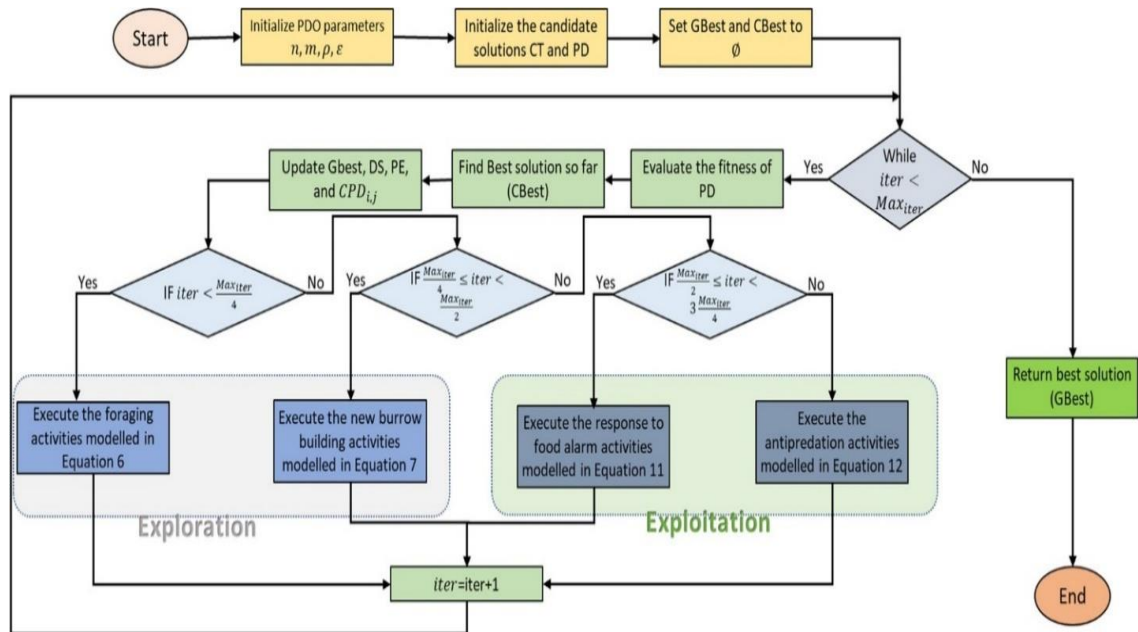 Start
Initialize PDO parameters
n, m, ρ, ε
Initialize the candidate
solutions CT and PD
Set GBest and CBest to
Ø
While
iter <
Max_iter
Yes
No
Evaluate the fitness of
PD
Find Best solution so far
(CBest)
Update Gbest, DS, PE,
and CPD_i,j
Yes
IF iter < Max_iter/4
No
IF Max_iter/4 ≤ iter <
Max_iter/2
Yes
IF Max_iter/2 ≤ iter <
3 Max_iter/4
No
Execute the foraging
activities modelled in
Equation 6
Execute the new burrow
building activities
modelled in Equation 7
Execute the response to
food alarm activities
modelled in Equation 11
Execute the
antipredation activities
modelled in Equation 12
Exploration
Exploitation
Return best solution
(GBest)
iter=iter+1
End